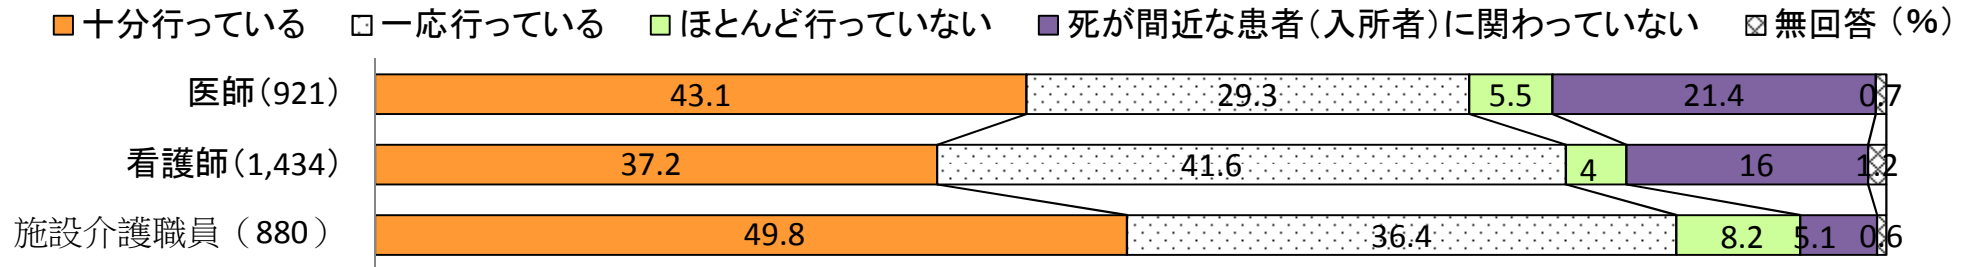 十分行っている 一応行っている ほとんど行っていない 死が間近な患者(入所者)に関わっていない 無回答 (%)
医師(921) 43.1 29.3 5.5 21.4 0.7
看護師(1,434) 37.2 41.6 4 16 1.2
施設介護職員(880) 49.8 36.4 8.2 5.1 0.6